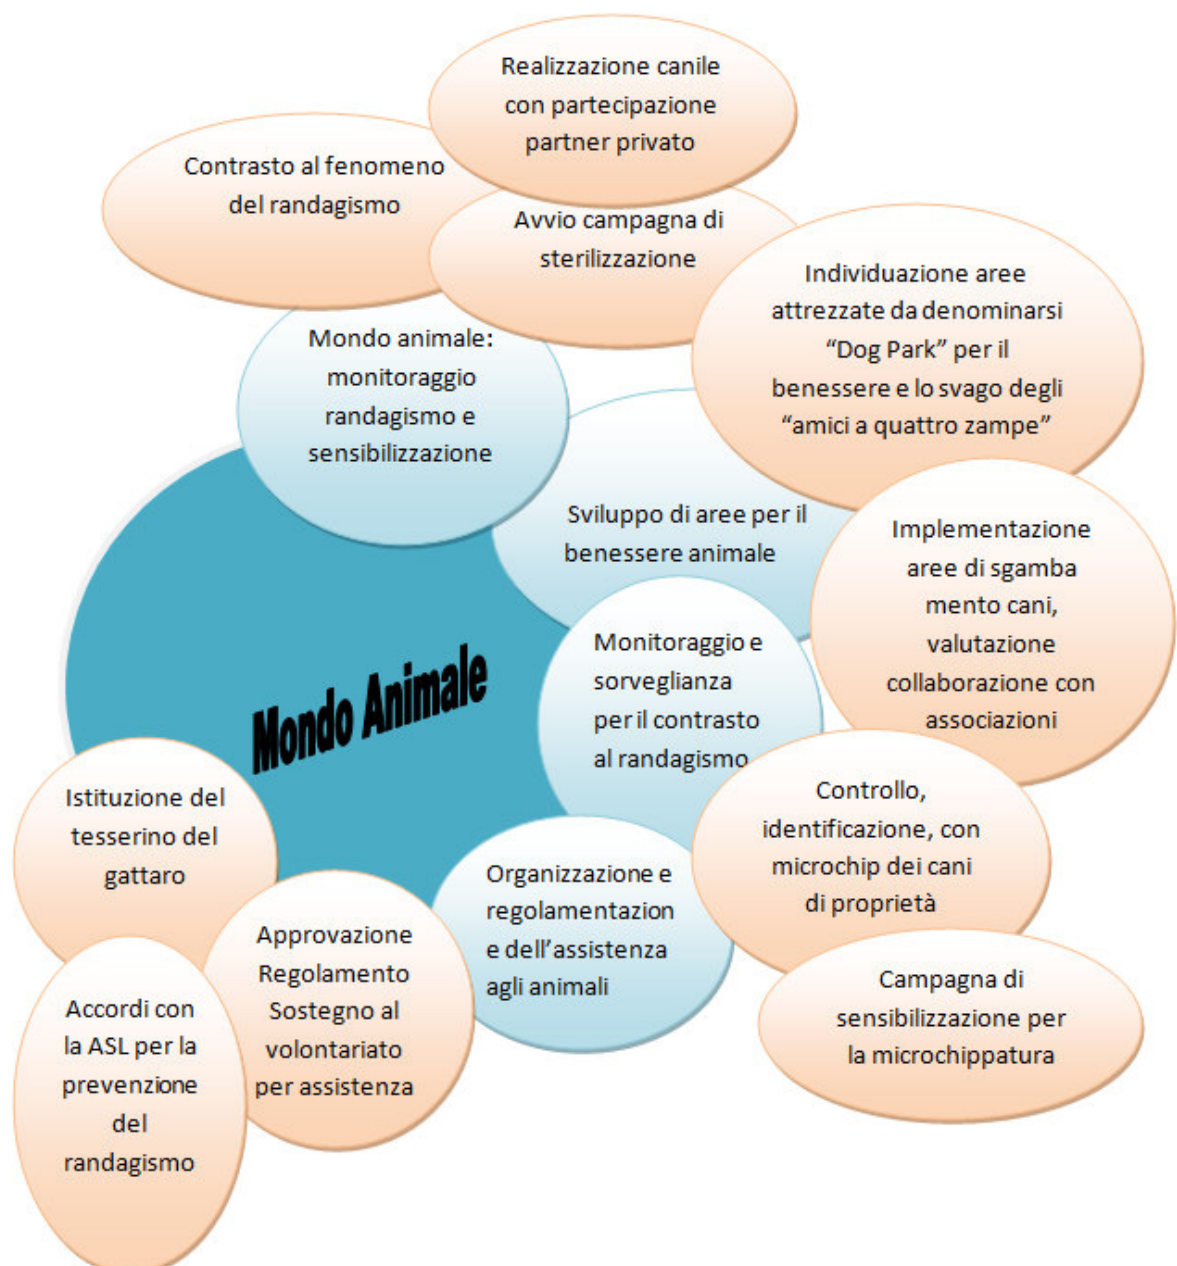 Realizzazione canile
con partecipazione
partner privato
Contrasto al fenomeno
del randagismo
Avvio campagna di
sterilizzazione
Individuazione aree
attrezzate da denominarsi
“Dog Park” per il
benessere e lo svago degli
“amici a quattro zampe”
Mondo animale:
monitoraggio
randagismo e
sensibilizzazione
Sviluppo di aree per il
benessere animale
Implementazione
aree di sgamba
mento cani,
valutazione
collaborazione con
associazioni
Monitoraggio e
sorveglianza
per il contrasto
al randagismo
Mondo Animale
Controllo,
identificazione, con
microchip dei cani
di proprietà
Istituzione del
tesserino del
gattaro
Organizzazione e
regolamentazion
e dell’assistenza
agli animali
Approvazione
Regolamento
Sostegno al
volontariato
per assistenza
Campagna di
sensibilizzazione per
la microchippatura
Accordi con
la ASL per la
prevenzione
del
randagismo